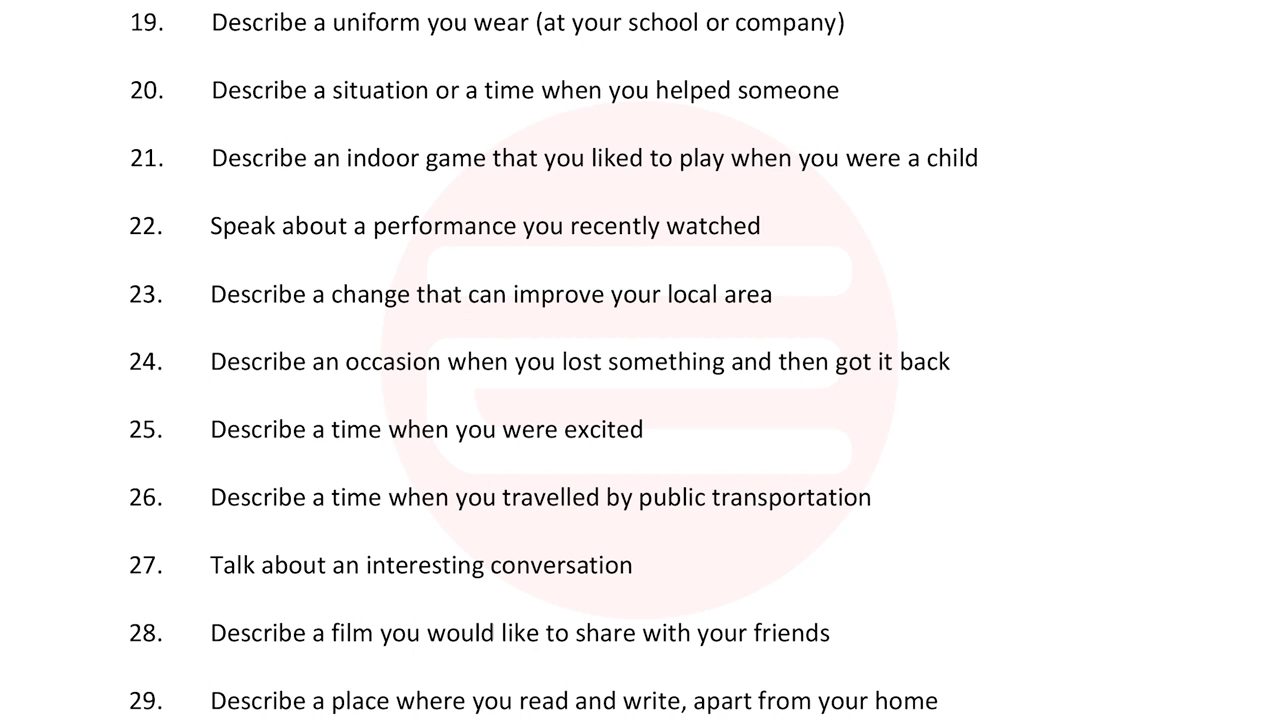 19. Describe a uniform you wear (at your school or company)
20. Describe a situation or a time when you helped someone
21. Describe an indoor game that you liked to play when you were a child
22. Speak about a performance you recently watched
23. Describe a change that can improve your local area
24. Describe an occasion when you lost something and then got it back
25. Describe a time when you were excited
26. Describe a time when you travelled by public transportation
27. Talk about an interesting conversation
28. Describe a film you would like to share with your friends
29. Describe a place where you read and write, apart from your home